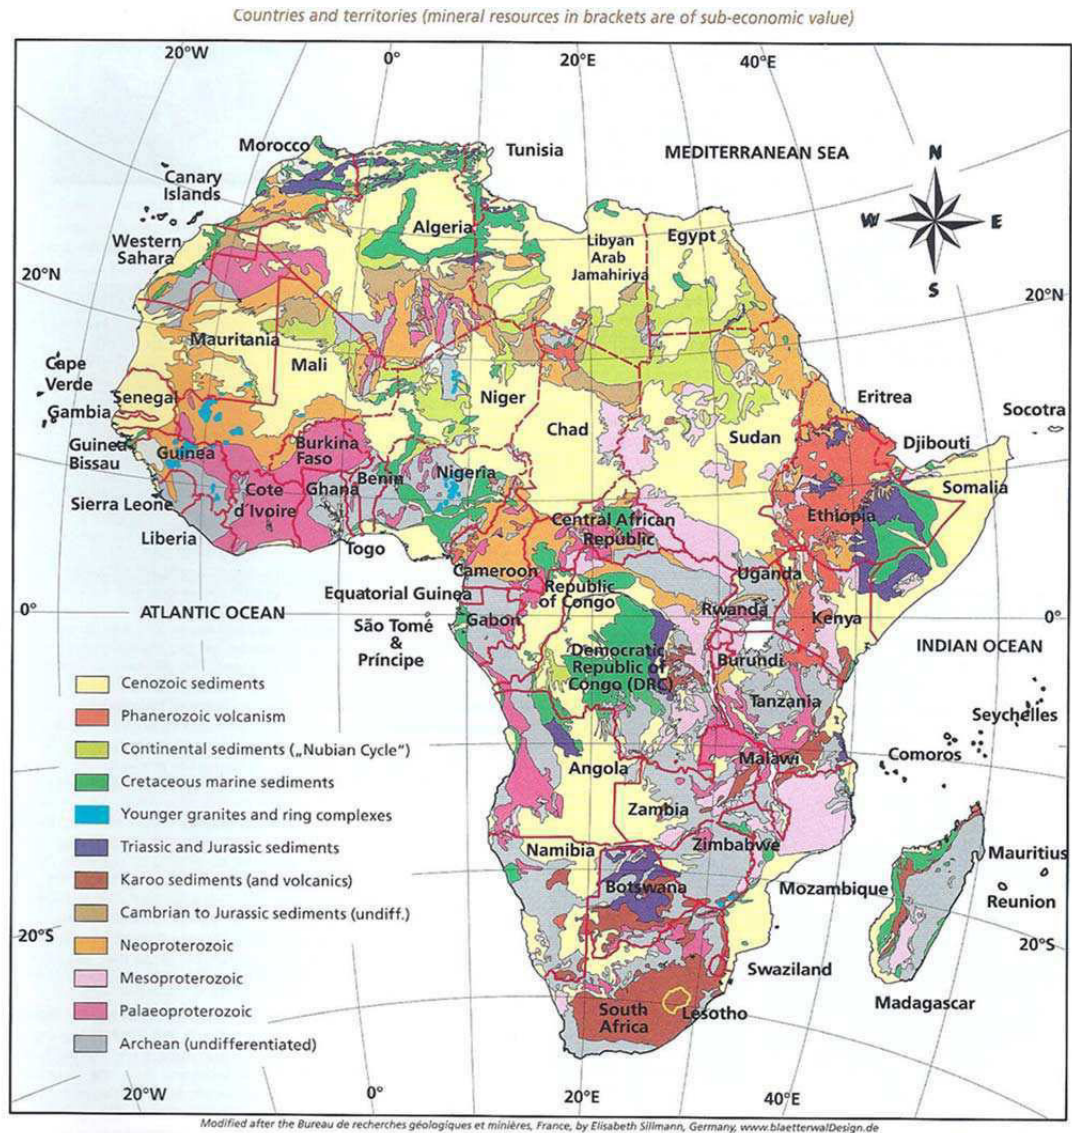 Countries and territories (mineral resources in brackets are of sub-economic value)
20°W
0°
20°E
40°E
Morocco
Tunisia
MEDITERRANEAN SEA
N
Canary
Islands
W
E
Algeria
Western
Sahara
Libyan
Arab
Jamahiriya
Egypt
S
20°N
20°N
Mauritania
Mali
Cape
Verde
Niger
Senegal
Gambia
Chad
Sudan
Eritrea
Socotra
Guinea
Bissau
Guinea
Burkina
Faso
Benin
Nigeria
Djibouti
Somalia
Sierra Leone
Cote
d'Ivoire
Ghana
Central African
Republic
Ethiopia
Liberia
Togo
Cameroon
Uganda
Equatorial Guinea
Republic
of Congo
0°
ATLANTIC OCEAN
São Tomé
&
Príncipe
Gabon
Rwanda
Kenya
0°
INDIAN OCEAN
Democratic
Republic of
Congo (DRC)
Burundi
Tanzania
Seychelles
Comoros
Malawi
Angola
Zambia
Namibia
Zimbabwe
Mauritius
Botswana
Mozambique
Reunion
20°S
20°S
Swaziland
South
Africa
Lesotho
Madagascar
Cenozoic sediments
Phanerozoic volcanism
Continental sediments („Nubian Cycle")
Cretaceous marine sediments
Younger granites and ring complexes
Triassic and Jurassic sediments
Karoo sediments (and volcanics)
Cambrian to Jurassic sediments (undiff.)
Neoproterozoic
Mesoproterozoic
Palaeoproterozoic
Archean (undifferentiated)
20°W
0°
20°E
40°E
Modified after the Bureau de recherches géologiques et minières, France, by Elisabeth Sillmann, Germany, www.blaetterwalDesign.de